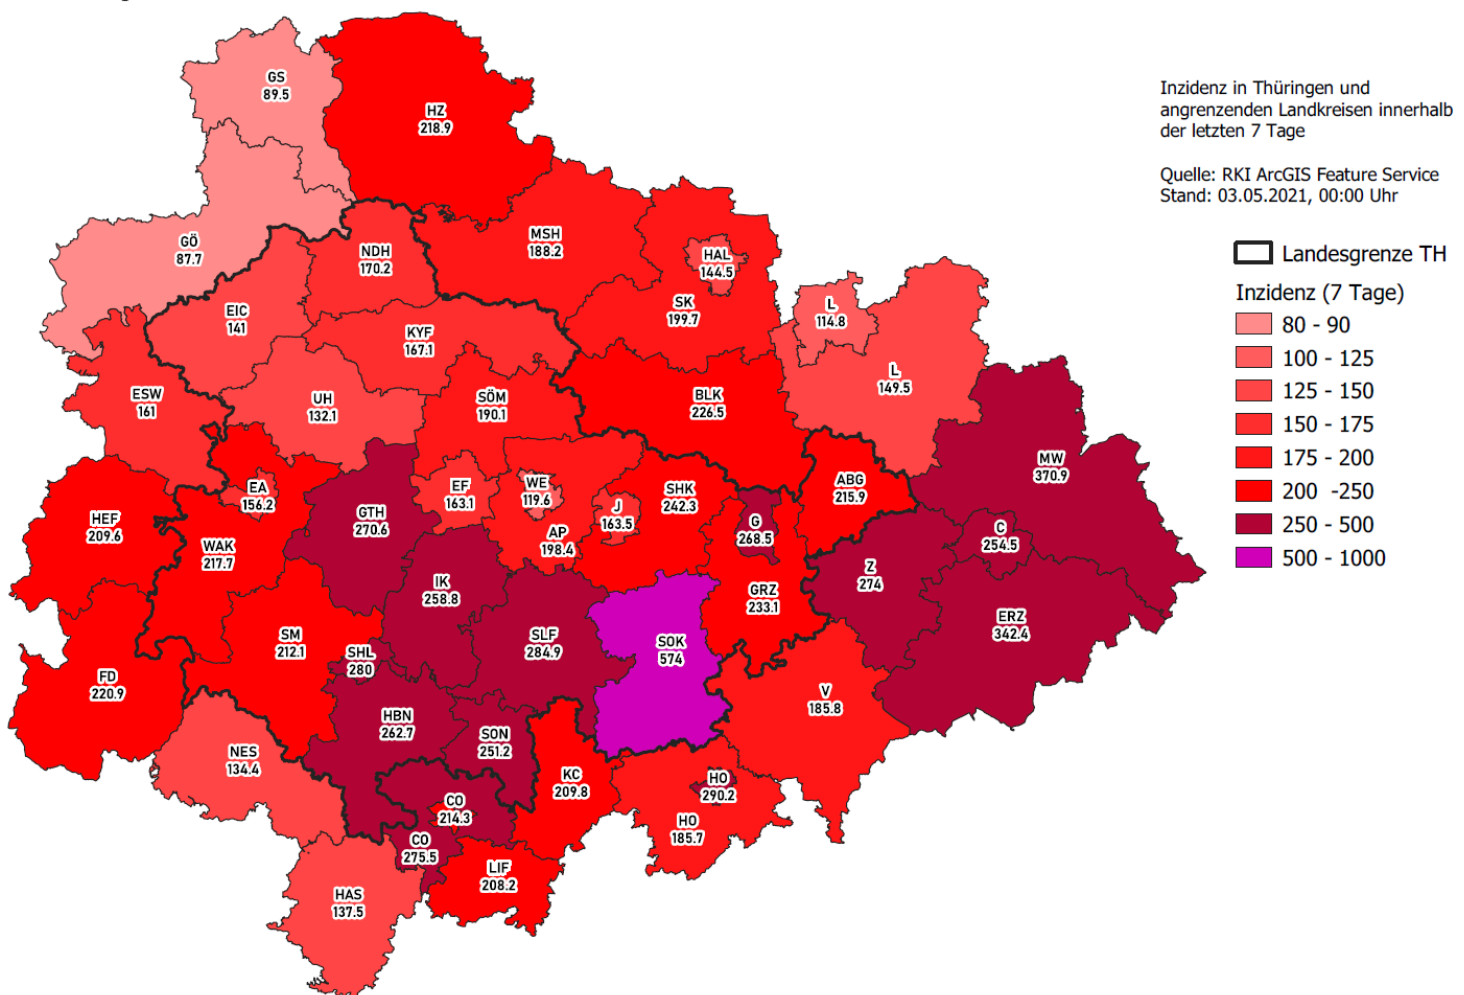 GS
89.5
HZ
218.9
Inzidenz in Thüringen und
angrenzenden Landkreisen innerhalb
der letzten 7 Tage
Quelle: RKI ArcGIS Feature Service
Stand: 03.05.2021, 00:00 Uhr
Landesgrenze TH
Inzidenz (7 Tage)
80 - 90
100 - 125
125 - 150
150 - 175
175 - 200
200 -250
250 - 500
500 - 1000
GÖ
87.7
NDH
170.2
MSH
188.2
HAL
144.5
EIC
141
KYF
167.1
SK
199.7
L
114.8
L
149.5
ESW
161
UH
132.1
SÖM
190.1
BLK
226.5
MW
370.9
HEF
209.6
EA
156.2
GTH
270.6
EF
163.1
WE
119.6
AP
198.4
J
163.5
SHK
242.3
G
268.5
ABG
215.9
C
254.5
WAK
217.7
IK
258.8
Z
274
GRZ
233.1
ERZ
342.4
SM
212.1
SHL
280
SLF
284.9
SOK
574
FD
220.9
V
185.8
HBN
262.7
SON
251.2
NES
134.4
KC
209.8
HO
290.2
CO
214.3
HO
185.7
CO
275.5
LIF
208.2
HAS
137.5